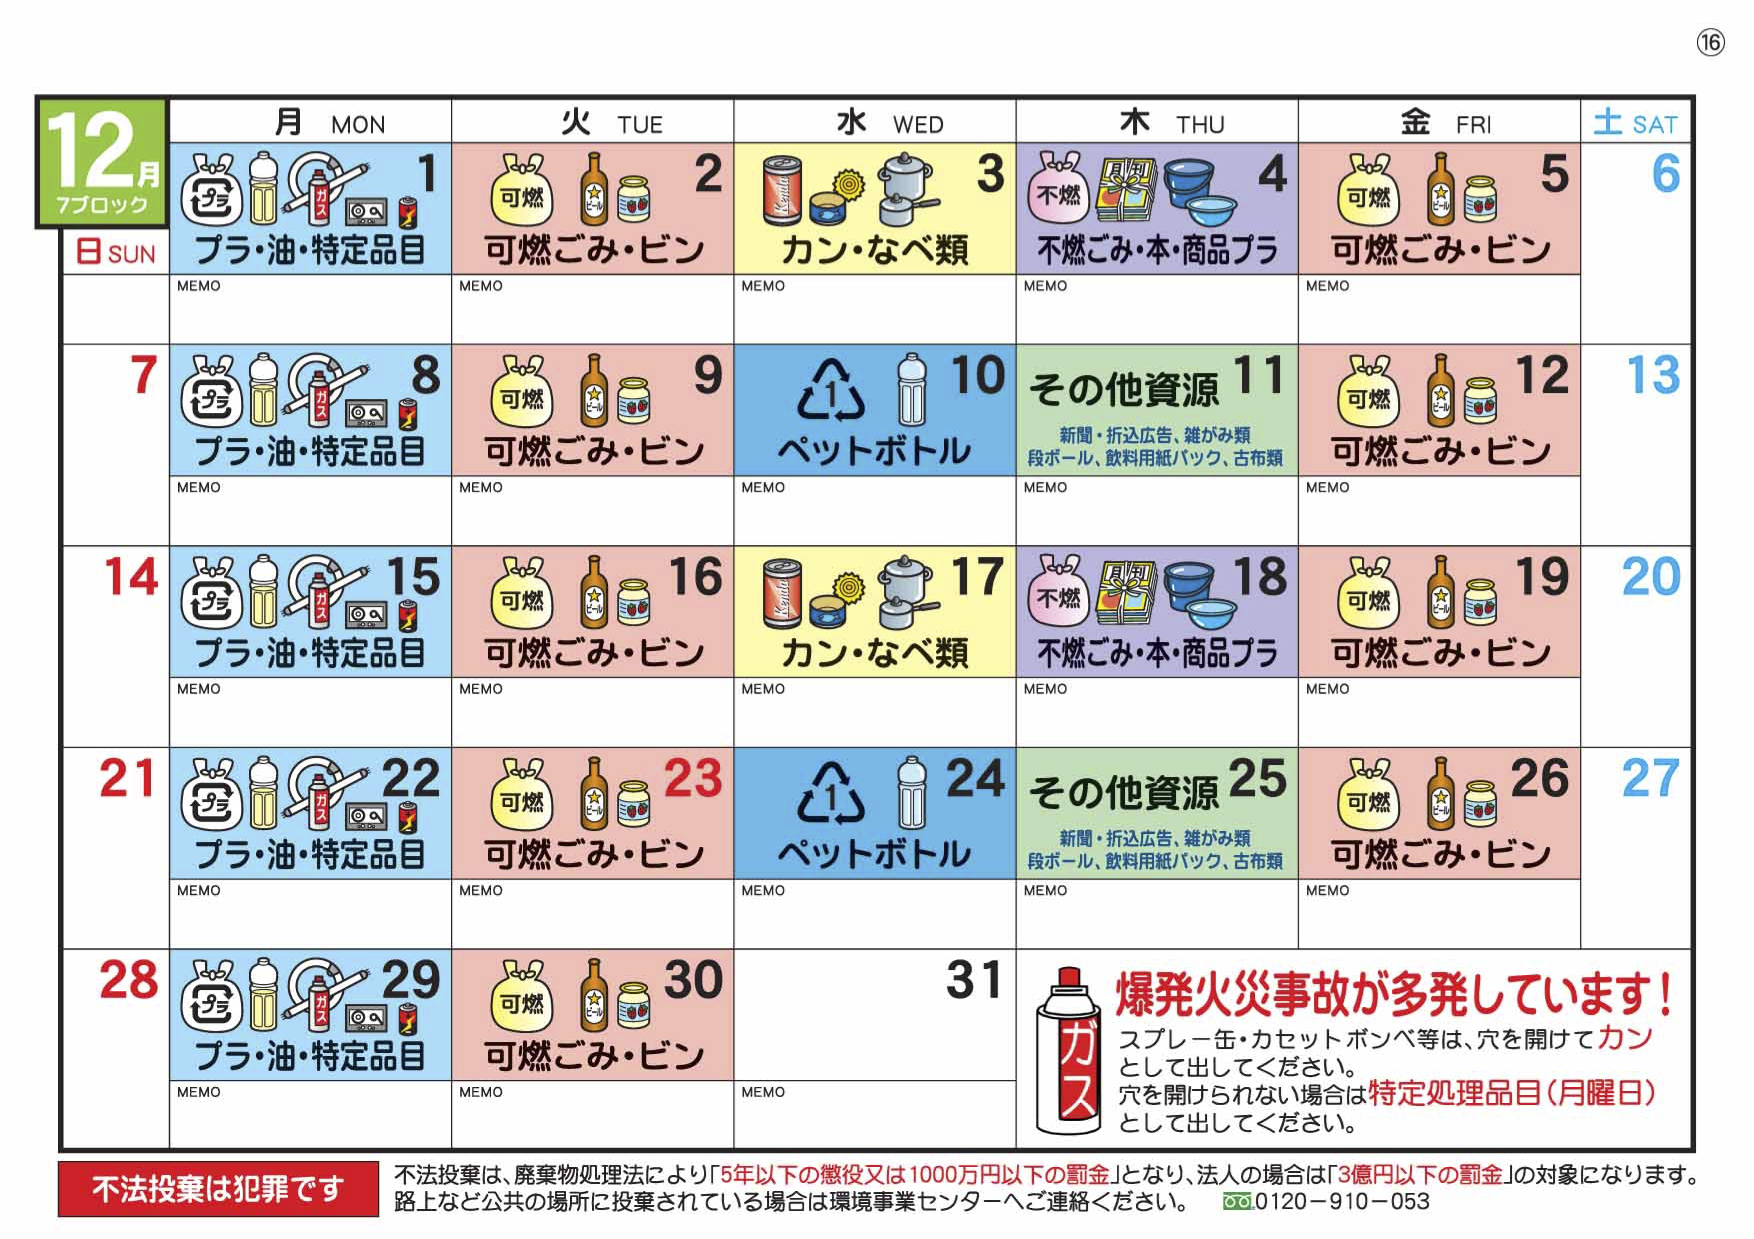 ⑯
12月
7ブロック
月 MON 火 TUE 水 WED 木 THU 金 FRI 土 SAT
日 SUN
プラ ガス 1
プラ・油・特定品目
MEMO
可燃 ビール 2
可燃ごみ・ビン
MEMO
3
カン・なべ類
MEMO
不燃 月刊 4
不燃ごみ・本・商品プラ
MEMO
可燃 ビール 5
可燃ごみ・ビン
MEMO
6
7
プラ ガス 8
プラ・油・特定品目
MEMO
可燃 ビール 9
可燃ごみ・ビン
MEMO
1 10
ペットボトル
MEMO
その他資源 11
新聞・折込広告、雑がみ類
段ボール、飲料用紙パック、古布類
MEMO
可燃 ビール 12
可燃ごみ・ビン
MEMO
13
14
プラ ガス 15
プラ・油・特定品目
MEMO
可燃 ビール 16
可燃ごみ・ビン
MEMO
17
カン・なべ類
MEMO
不燃 月刊 18
不燃ごみ・本・商品プラ
MEMO
可燃 ビール 19
可燃ごみ・ビン
MEMO
20
21
プラ ガス 22
プラ・油・特定品目
MEMO
可燃 ビール 23
可燃ごみ・ビン
MEMO
1 24
ペットボトル
MEMO
その他資源 25
新聞・折込広告、雑がみ類
段ボール、飲料用紙パック、古布類
MEMO
可燃 ビール 26
可燃ごみ・ビン
MEMO
27
28
プラ ガス 29
プラ・油・特定品目
MEMO
可燃 ビール 30
可燃ごみ・ビン
MEMO
31
MEMO
ガス
爆発火災事故が多発しています！
スプレー缶・カセットボンベ等は、穴を開けてカン
として出してください。
穴を開けられない場合は特定処理品目（月曜日）
として出してください。
不法投棄は犯罪です
不法投棄は、廃棄物処理法により「5年以下の懲役又は1000万円以下の罰金」となり、法人の場合は「3億円以下の罰金」の対象になります。
路上など公共の場所に投棄されている場合は環境事業センターへご連絡ください。 0120－910－053